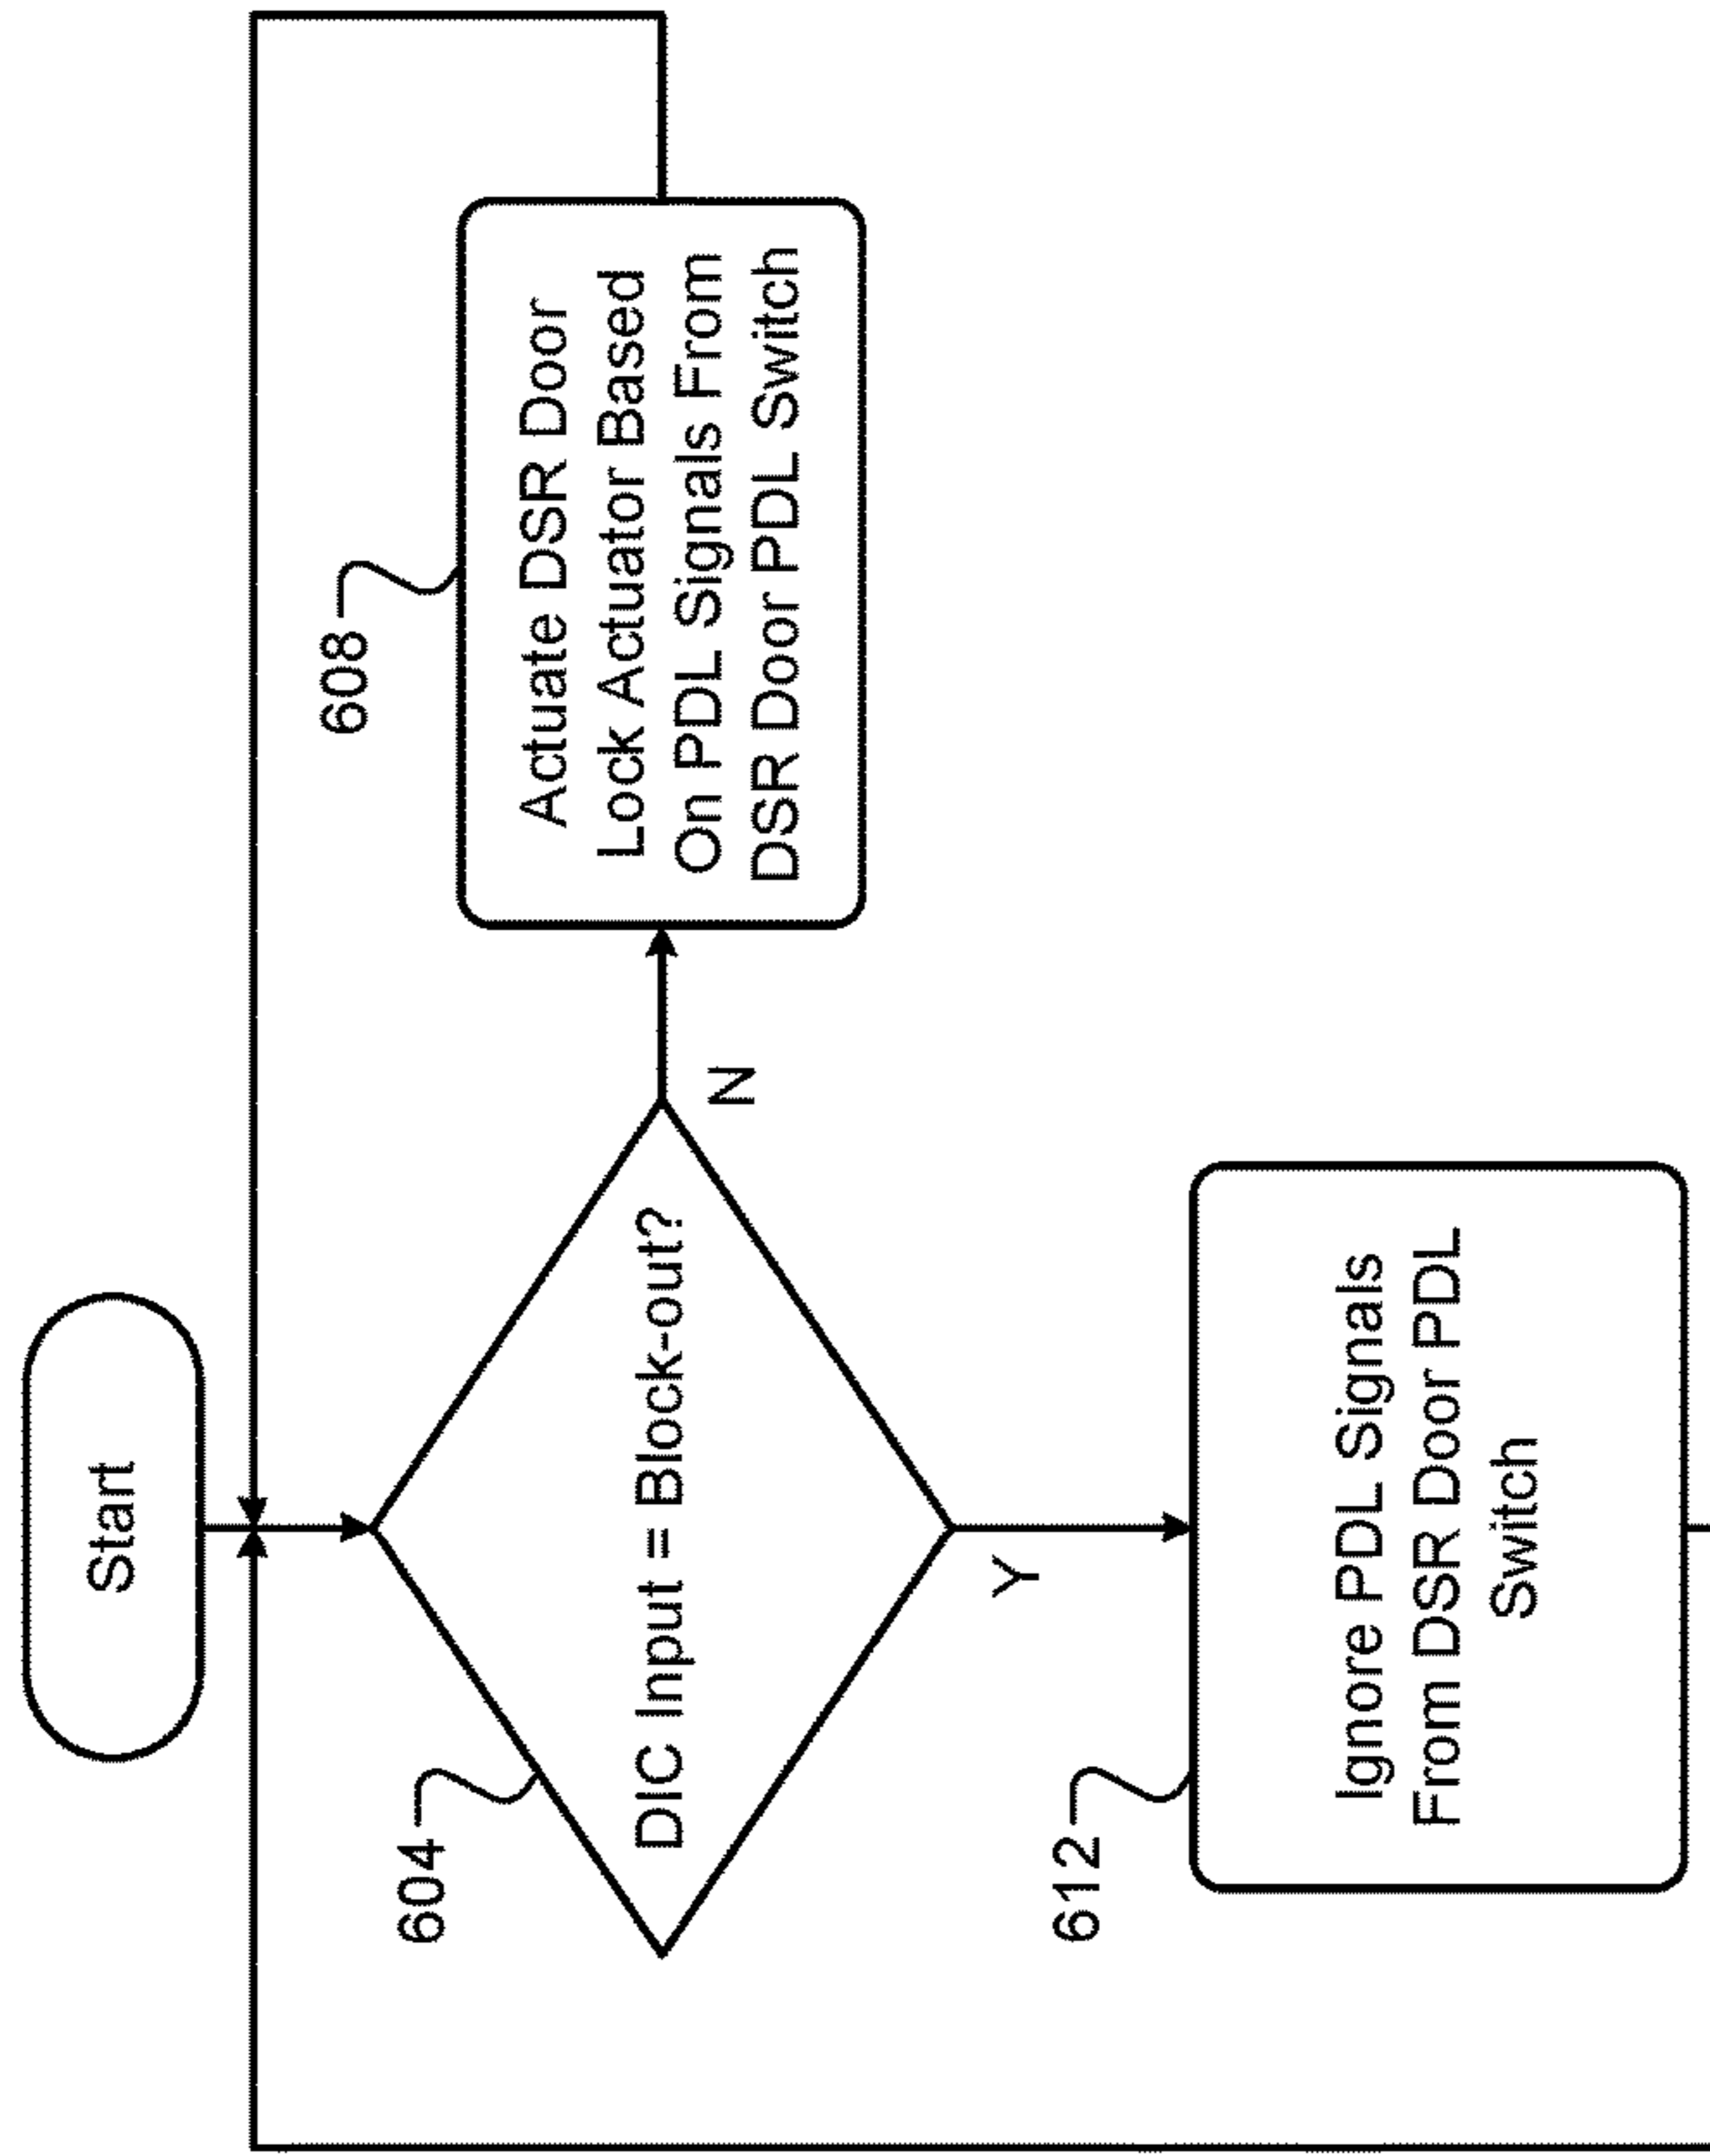 Start
604
DIC Input = Block-out?
N
Y
608
Actuate DSR Door
Lock Actuator Based
On PDL Signals From
DSR Door PDL Switch
612
Ignore PDL Signals
From DSR Door PDL
Switch